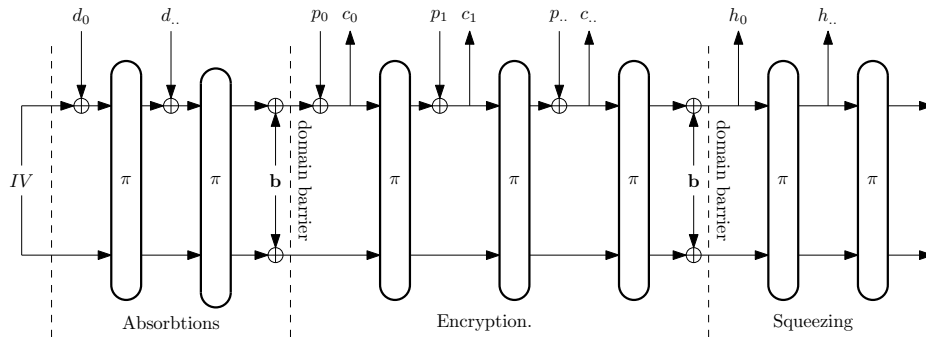 d₀ d.. p₀ c₀ p₁ c₁ p.. c.. h₀ h..
IV π π b domain barrier π π π b domain barrier π π
Absorbtions Encryption. Squeezing